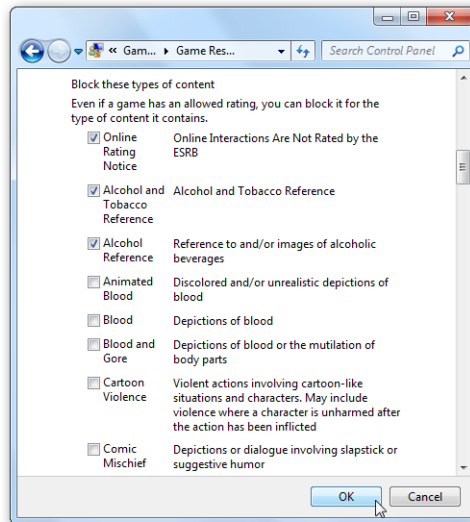 « Gam... ▸ Game Res...
Search Control Panel
Block these types of content
Even if a game has an allowed rating, you can block it for the
type of content it contains.
Online Online Interactions Are Not Rated by the
Rating ESRB
Notice
Alcohol and Alcohol and Tobacco Reference
Tobacco
Reference
Alcohol Reference to and/or images of alcoholic
Reference beverages
Animated Discolored and/or unrealistic depictions of
Blood blood
Blood Depictions of blood
Blood and Depictions of blood or the mutilation of
Gore body parts
Cartoon Violent actions involving cartoon-like
Violence situations and characters. May include
violence where a character is unharmed after
the action has been inflicted
Comic Depictions or dialogue involving slapstick or
Mischief suggestive humor
OK Cancel